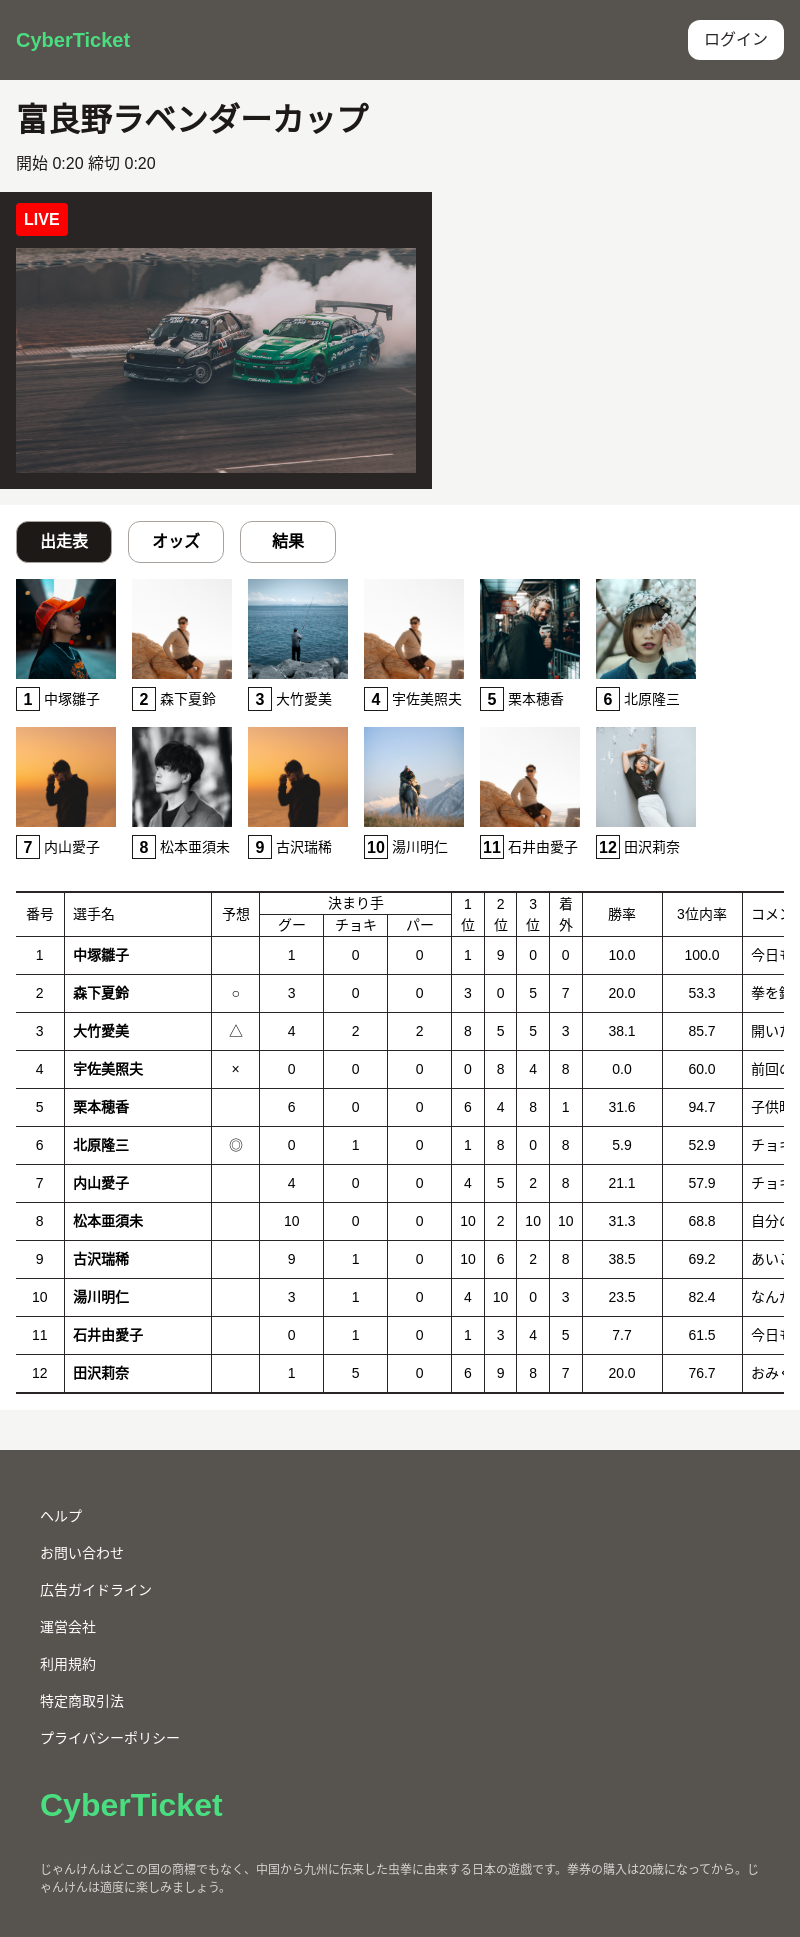 CyberTicket
ログイン
富良野ラベンダーカップ
開始 0:20 締切 0:20
LIVE
出走表 オッズ 結果
1 中塚雛子 2 森下夏鈴 3 大竹愛美 4 宇佐美照夫 5 栗本穂香 6 北原隆三
7 内山愛子 8 松本亜須未 9 古沢瑞稀 10 湯川明仁 11 石井由愛子 12 田沢莉奈
番号 選手名 予想 決まり手 グー チョキ パー 1位 2位 3位 着外 勝率 3位内率 コメン
1 中塚雛子 1 0 0 1 9 0 0 10.0 100.0 今日も
2 森下夏鈴 ○ 3 0 0 3 0 5 7 20.0 53.3 拳を
3 大竹愛美 △ 4 2 2 8 5 5 3 38.1 85.7 開いた
4 宇佐美照夫 × 0 0 0 0 8 4 8 0.0 60.0 前回の
5 栗本穂香 6 0 0 6 4 8 1 31.6 94.7 子供時
6 北原隆三 ◎ 0 1 0 1 8 0 8 5.9 52.9 チョキ
7 内山愛子 4 0 0 4 5 2 8 21.1 57.9 チョキ
8 松本亜須未 10 0 0 10 2 10 10 31.3 68.8 自分の
9 古沢瑞稀 9 1 0 10 6 2 8 38.5 69.2 あいこ
10 湯川明仁 3 1 0 4 10 0 3 23.5 82.4 なんだ
11 石井由愛子 0 1 0 1 3 4 5 7.7 61.5 今日も
12 田沢莉奈 1 5 0 6 9 8 7 20.0 76.7 おみく
ヘルプ
お問い合わせ
広告ガイドライン
運営会社
利用規約
特定商取引法
プライバシーポリシー
CyberTicket
じゃんけんはどこの国の商標でもなく、中国から九州に伝来した虫拳に由来する日本の遊戯です。拳券の購入は20歳になってから。じ
ゃんけんは適度に楽しみましょう。